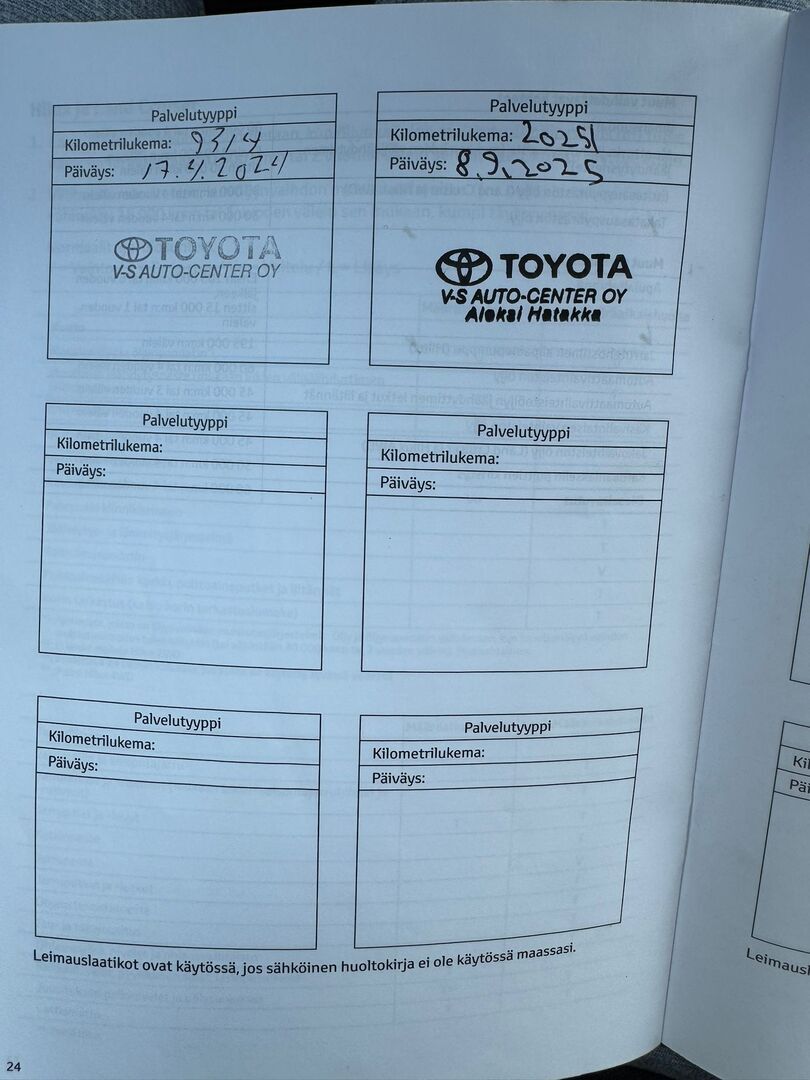 Palvelutyyppi
Kilometrilukema: 9314
Päiväys: 17.4.2024
TOYOTA
V-S AUTO-CENTER OY
Palvelutyyppi
Kilometrilukema: 20251
Päiväys: 8.9.2025
TOYOTA
V-S AUTO-CENTER OY
Aleksi Hatakka
Palvelutyyppi
Kilometrilukema:
Päiväys:
Palvelutyyppi
Kilometrilukema:
Päiväys:
Palvelutyyppi
Kilometrilukema:
Päiväys:
Palvelutyyppi
Kilometrilukema:
Päiväys:
Leimauslaatikot ovat käytössä, jos sähköinen huoltokirja ei ole käytössä maassasi.
24